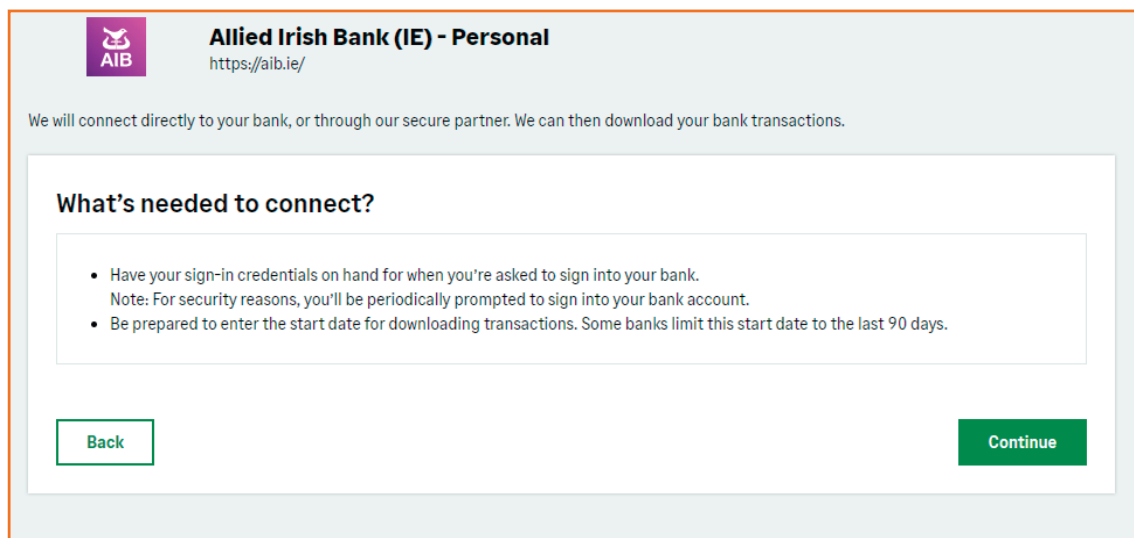 AIB
Allied Irish Bank (IE) - Personal
https://aib.ie/
We will connect directly to your bank, or through our secure partner. We can then download your bank transactions.
What’s needed to connect?
• Have your sign-in credentials on hand for when you’re asked to sign into your bank.
Note: For security reasons, you’ll be periodically prompted to sign into your bank account.
• Be prepared to enter the start date for downloading transactions. Some banks limit this start date to the last 90 days.
Back
Continue